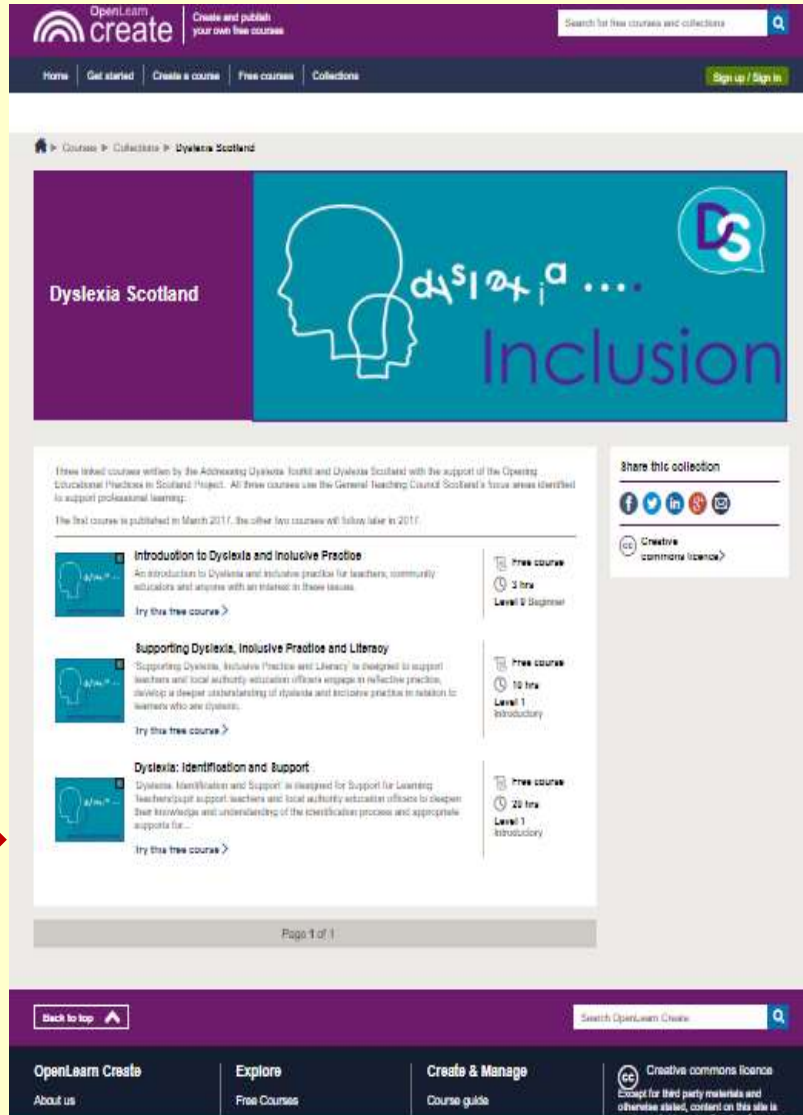 OpenLearn
create
Create and publish
your own free courses
Search for free courses and collections
Home
Get started
Create a course
Free courses
Collections
Sign up / Sign in
Courses
Collections
Dyslexia Scotland
Dyslexia Scotland
dyslexia ....
DS
Inclusion
Three linked courses written by the Addressing Dyslexia Toolkit and Dyslexia Scotland with the support of the Opening
Educational Practices in Scotland Project. All three courses use the General Teaching Council Scotland's focus areas identified
to support professional learning.
The first course is published in March 2017, the other two courses will follow later in 2017.
Introduction to Dyslexia and Inclusive Practice
An introduction to Dyslexia and inclusive practice for teachers, community
educators and anyone with an interest in these issues.
Try this free course
Free course
3 hrs
Level 0 Beginner
Supporting Dyslexia, Inclusive Practice and Literacy
'Supporting Dyslexia, Inclusive Practice and Literacy' is designed to support
teachers and local authority education officers engage in reflective practice,
develop a deeper understanding of dyslexia and inclusive practice in relation to
learners who are dyslexic.
Try this free course
Free course
10 hrs
Level 1
Introductory
Dyslexia: Identification and Support
'Dyslexia: Identification and Support' is designed for Support for Learning
Teachers/pupil support teachers and local authority education officers to deepen
their knowledge and understanding of the identification process and appropriate
supports for...
Try this free course
Free course
20 hrs
Level 1
Introductory
Share this collection
Creative
commons licence
Page 1 of 1
Back to top
Search OpenLearn Create
OpenLearn Create
About us
Explore
Free Courses
Create & Manage
Course guide
Creative commons licence
Except for third party materials and
otherwise stated, content on this site is